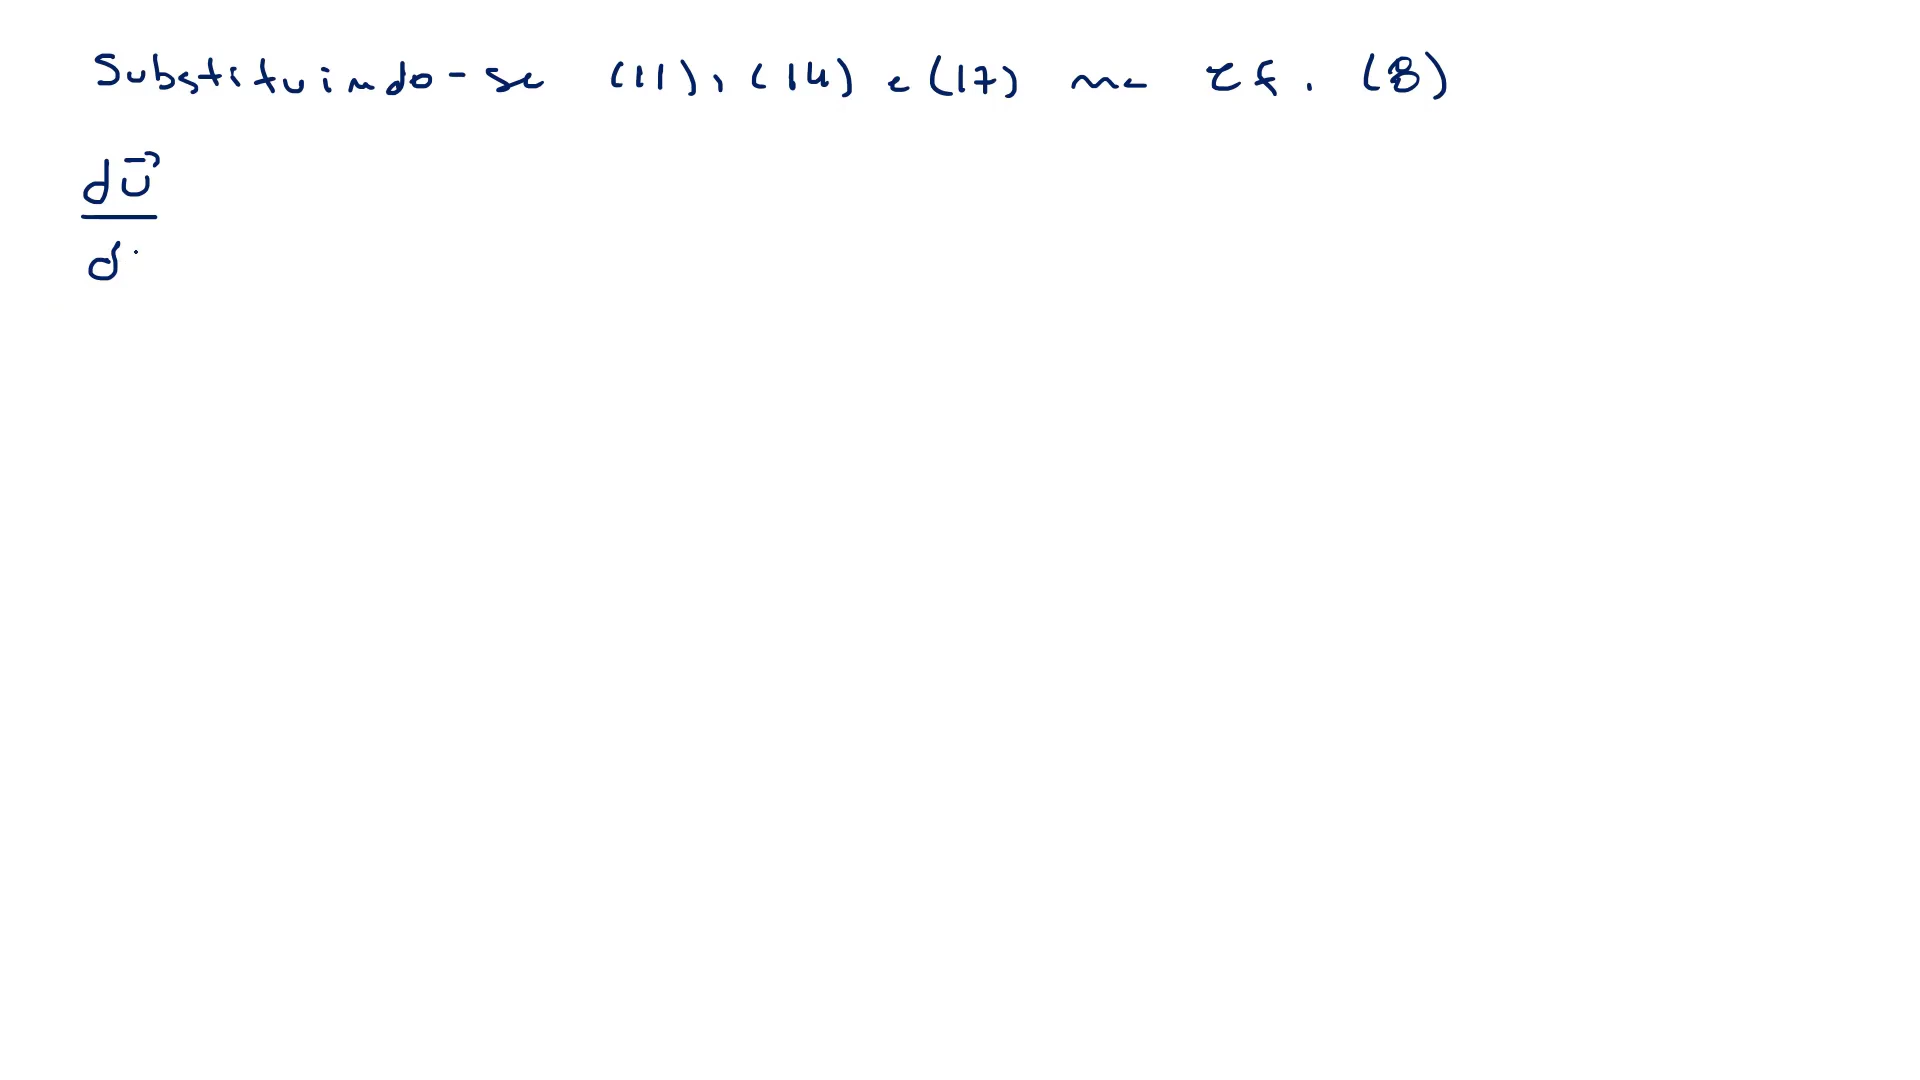 Substituindo-se (11), (14) e (17) na Eq. (8)
du⃗
d